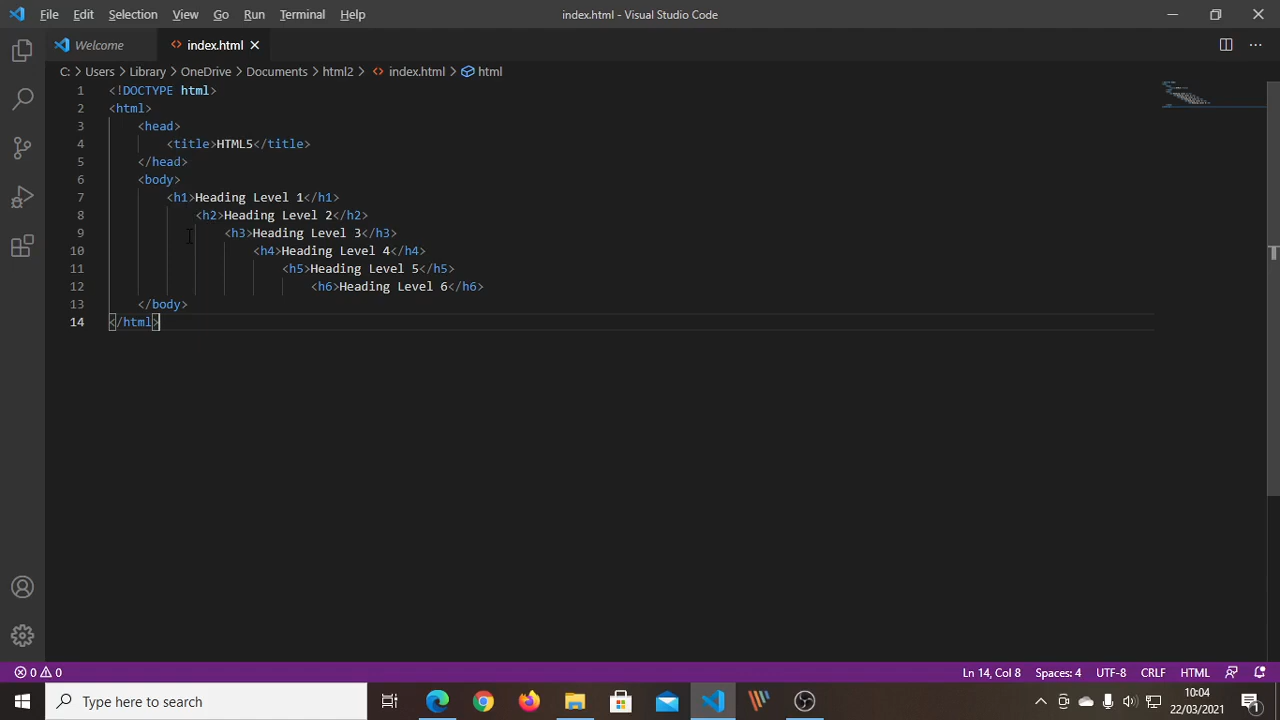 File Edit Selection View Go Run Terminal Help
index.html - Visual Studio Code
Welcome index.html
C: > Users > Library > OneDrive > Documents > html2 > index.html > html
1 <!DOCTYPE html>
2 <html>
3 <head>
4 <title>HTML5</title>
5 </head>
6 <body>
7 <h1>Heading Level 1</h1>
8 <h2>Heading Level 2</h2>
9 <h3>Heading Level 3</h3>
10 <h4>Heading Level 4</h4>
11 <h5>Heading Level 5</h5>
12 <h6>Heading Level 6</h6>
13 </body>
14 </html>
0 0 Ln 14, Col 8 Spaces: 4 UTF-8 CRLF HTML
Type here to search
10:04
22/03/2021
1